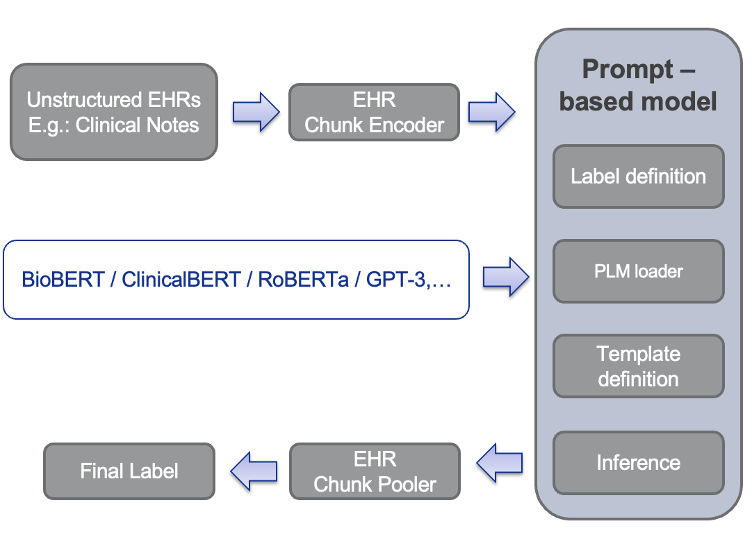 Unstructured EHRs
E.g.: Clinical Notes
EHR
Chunk Encoder
Prompt –
based model
Label definition
BioBERT / ClinicalBERT / RoBERTa / GPT-3,...
PLM loader
Template
definition
Inference
EHR
Chunk Pooler
Final Label